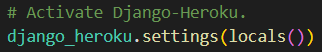 # Activate Django-Heroku.
django_heroku.settings(locals())